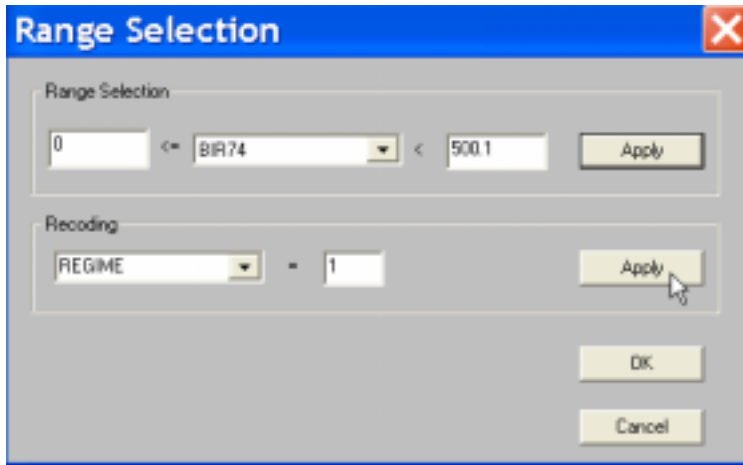 Range Selection
Range Selection
0 <= BIR74 < 500.1 Apply
Recoding
REGIME = 1 Apply
OK
Cancel